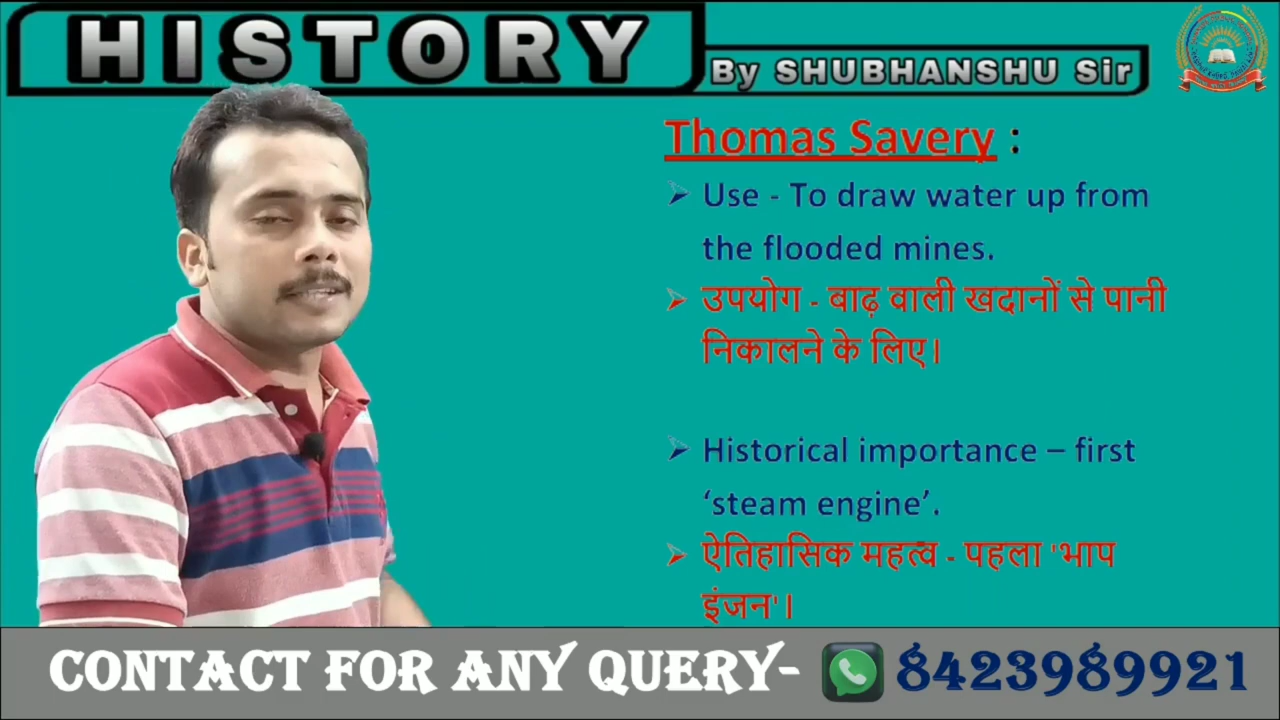 HISTORY
By SHUBHANSHU Sir
Thomas Savery :
Use - To draw water up from
the flooded mines.
उपयोग - बाढ़ वाली खदानों से पानी
निकालने के लिए।
Historical importance – first
‘steam engine’.
ऐतिहासिक महत्व - पहला 'भाप
इंजन'।
CONTACT FOR ANY QUERY-
8423989921